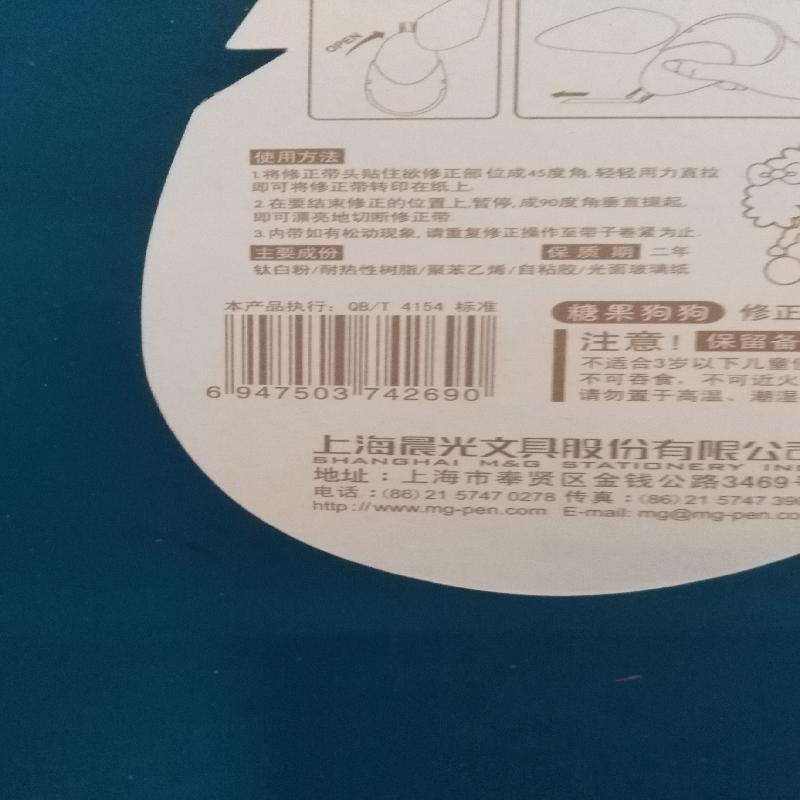 OPEN
使用方法
1.将修正带头贴住欲修正部位成45度角,轻轻用力直拉
即可将修正带转印在纸上.
2.在要结束修正的位置上,暂停,成90度角垂直提起,
即可漂亮地切断修正带.
3.内带如有松动现象,请重复修正操作至带子卷紧为止.
主要成份 保质期 二年
钛白粉/耐热性树脂/聚苯乙烯/自粘胶/光面玻璃纸
本产品执行: QB/T 4154 标准
6 947503 742690
糖果狗狗 修正
注意! 保留备
不适合3岁以下儿童使
不可吞食, 不可近火
请勿置于高温、潮湿
上海晨光文具股份有限公司
SHANGHAI M&G STATIONERY IN
地址:上海市奉贤区金钱公路3469号
电话:(86) 21 5747 0278 传真:(86) 21 5747 39
http://www.mg-pen.com E-mail: mg@mg-pen.co